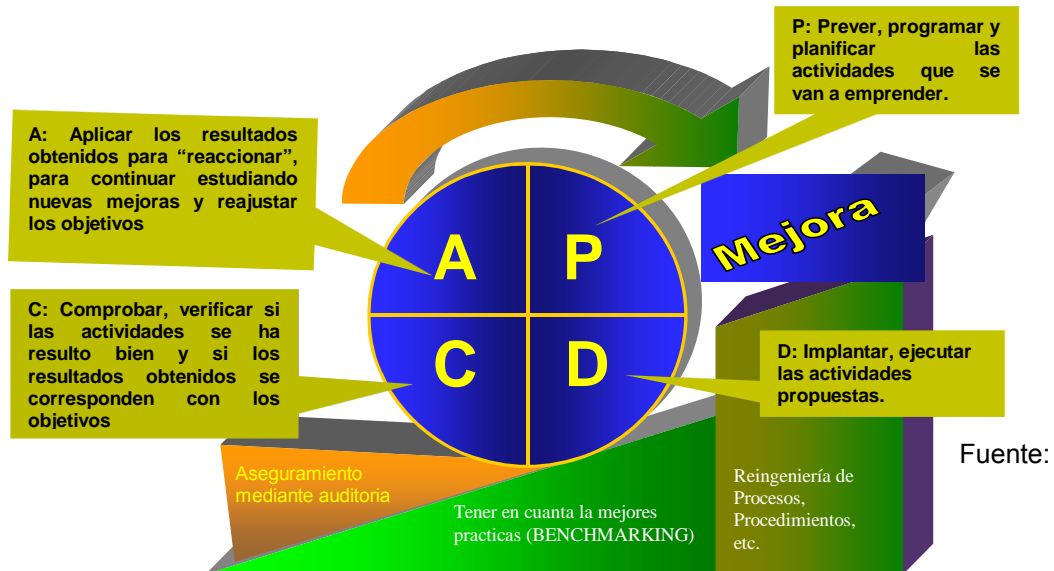 P: Prever, programar y
planificar las
actividades que se
van a emprender.
A: Aplicar los resultados
obtenidos para “reaccionar”,
para continuar estudiando
nuevas mejoras y reajustar
los objetivos
A
P
Mejora
C: Comprobar, verificar si
las actividades se ha
resulto bien y si los
resultados obtenidos se
corresponden con los
objetivos
C
D
D: Implantar, ejecutar
las actividades
propuestas.
Fuente:
Aseguramiento
mediante auditoria
Tener en cuanta la mejores
practicas (BENCHMARKING)
Reingeniería de
Procesos,
Procedimientos,
etc.